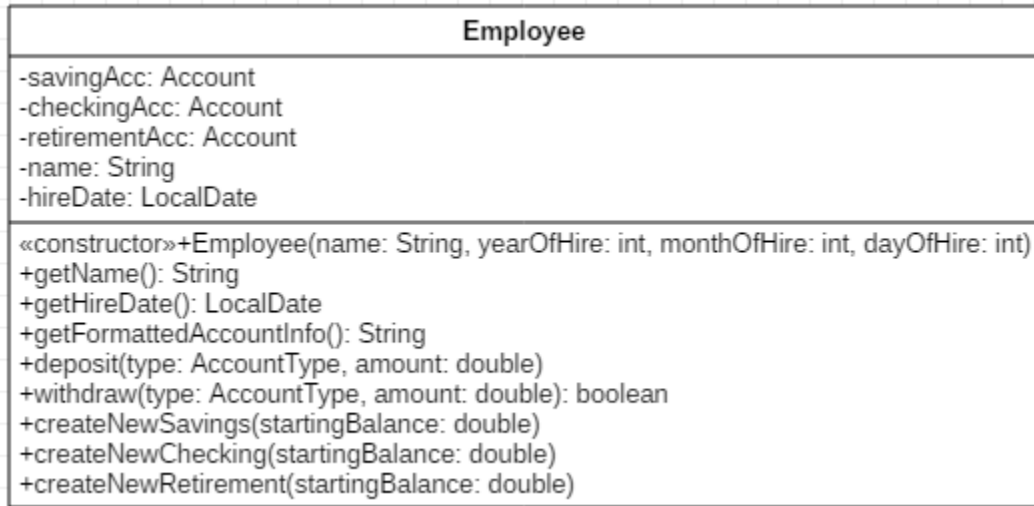 Employee
-savingAcc: Account
-checkingAcc: Account
-retirementAcc: Account
-name: String
-hireDate: LocalDate
«constructor»+Employee(name: String, yearOfHire: int, monthOfHire: int, dayOfHire: int)
+getName(): String
+getHireDate(): LocalDate
+getFormattedAccountInfo(): String
+deposit(type: AccountType, amount: double)
+withdraw(type: AccountType, amount: double): boolean
+createNewSavings(startingBalance: double)
+createNewChecking(startingBalance: double)
+createNewRetirement(startingBalance: double)